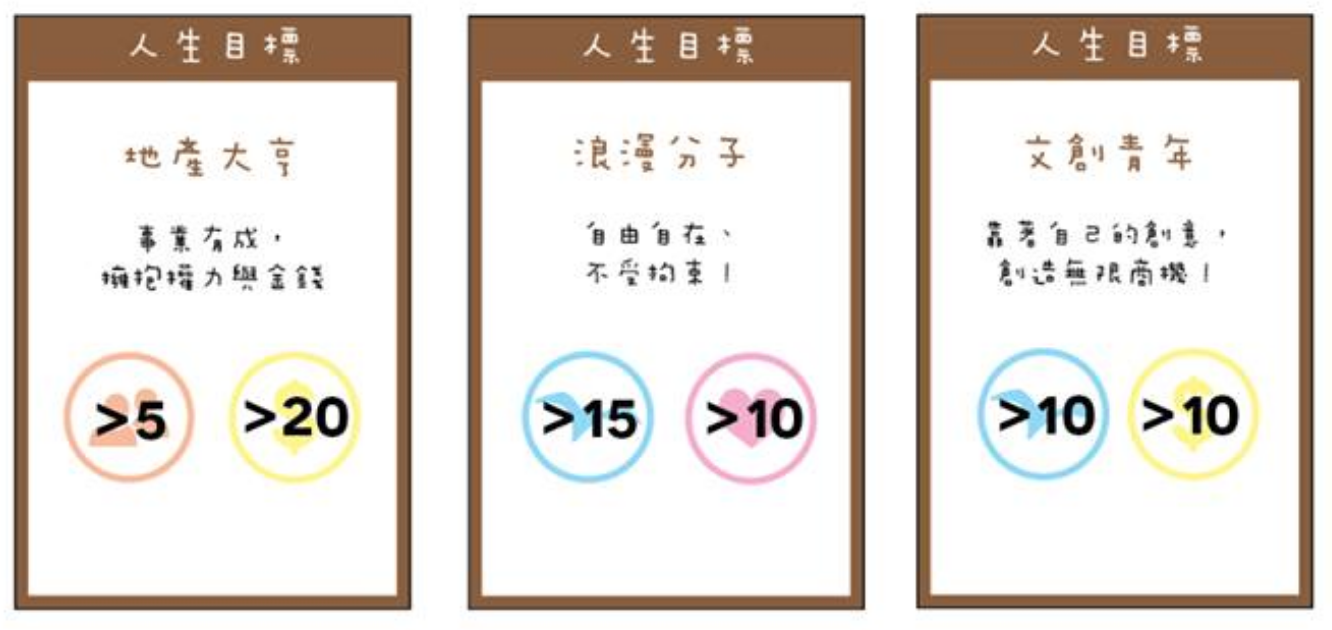 人生目標
地產大亨
事業有成，
擁抱權力與金錢
>5
>20
人生目標
浪漫分子
自由自在、
不受拘束！
>15
>10
人生目標
文創青年
靠著自己的創意，
創造無限商機！
>10
>10